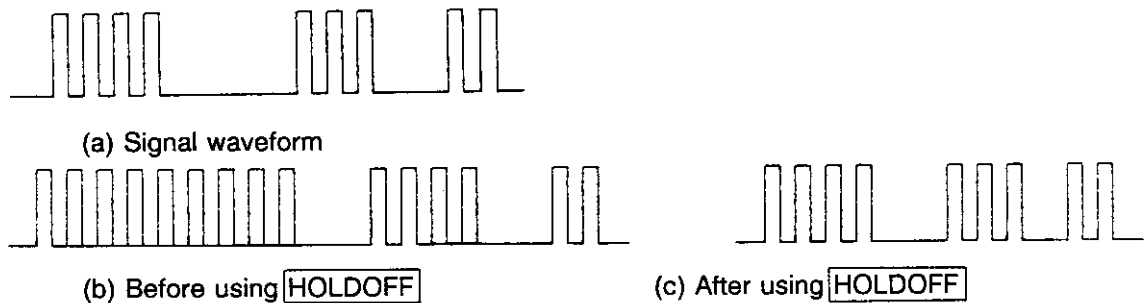 (a) Signal waveform
(b) Before using HOLDOFF
(c) After using HOLDOFF